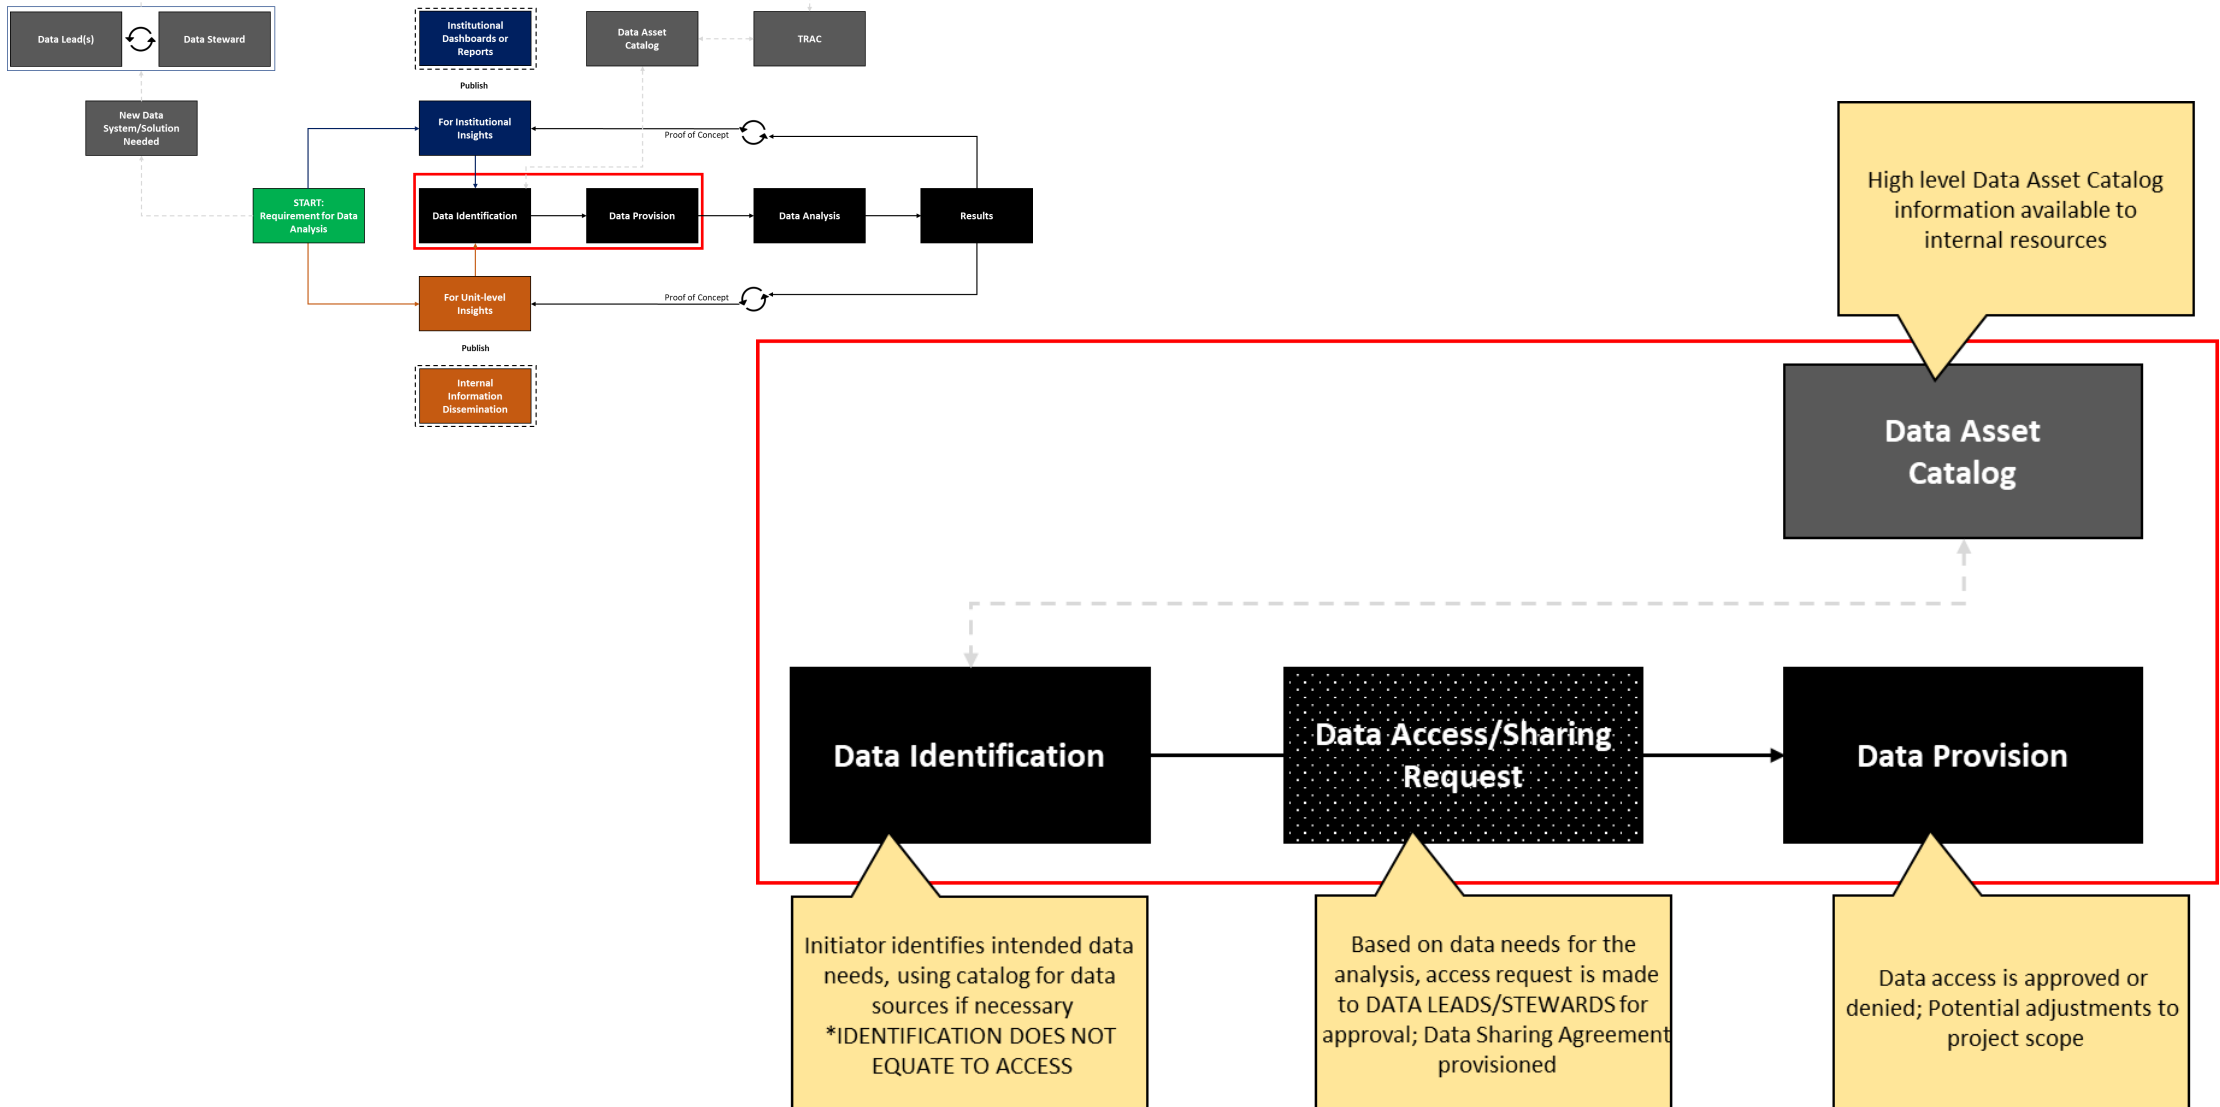 Data Lead(s)
Data Steward
Institutional
Dashboards or
Reports
Data Asset
Catalog
TRAC
Publish
New Data
System/Solution
Needed
For Institutional
Insights
Proof of Concept
START:
Requirement for Data
Analysis
Data Identification
Data Provision
Data Analysis
Results
For Unit-level
Insights
Proof of Concept
Publish
Internal
Information
Dissemination
High level Data Asset Catalog
information available to
internal resources
Data Asset
Catalog
Data Identification
Data Access/Sharing
Request
Data Provision
Initiator identifies intended data
needs, using catalog for data
sources if necessary
*IDENTIFICATION DOES NOT
EQUATE TO ACCESS
Based on data needs for the
analysis, access request is made
to DATA LEADS/STEWARDS for
approval; Data Sharing Agreement
provisioned
Data access is approved or
denied; Potential adjustments to
project scope